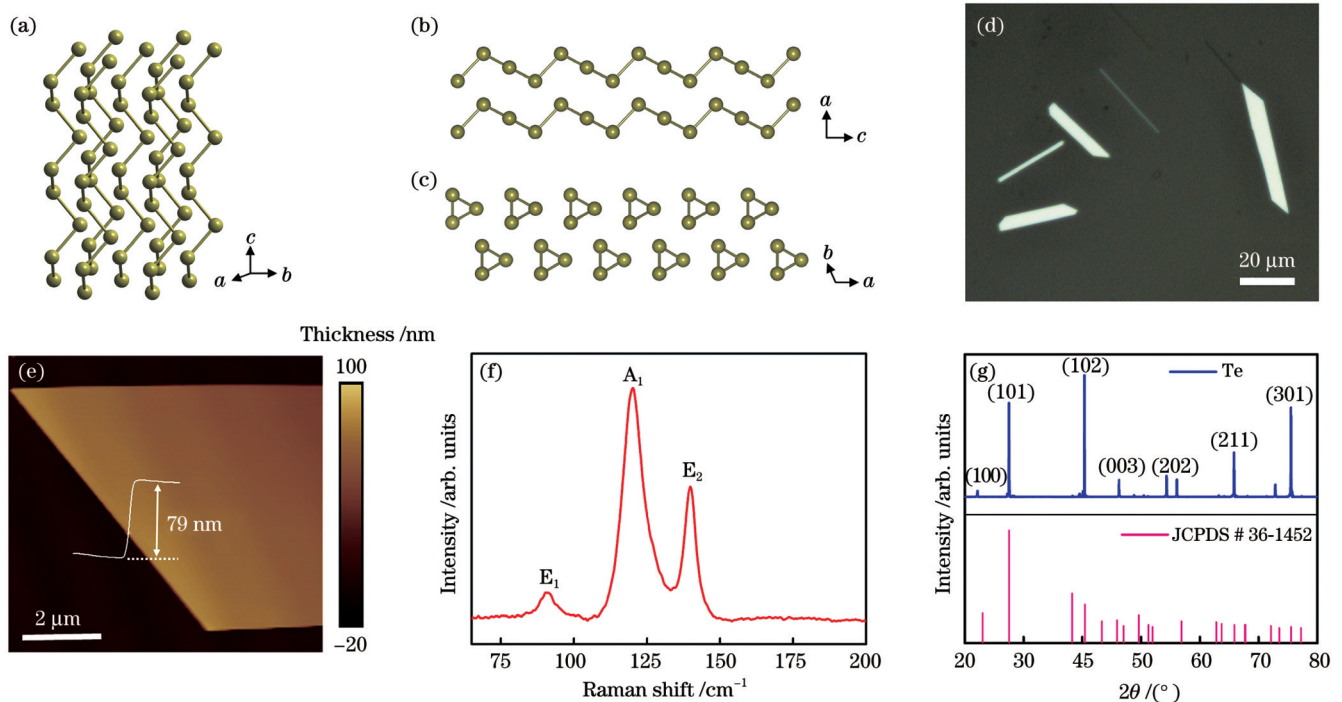 (a)
c
a
b
(b)
a
c
(c)
b
a
(d)
20 μm
Thickness /nm
(e)
100
79 nm
2 μm
−20
(f)
A₁
E₂
E₁
Intensity /arb. units
75 100 125 140 150 175 200
Raman shift /cm⁻¹
(g)
Te
(102)
(101)
(301)
(211)
(100)
(003)
(202)
JCPDS # 36-1452
Intensity /arb. units
20 30 45 50 60 70 80
2θ /(°)